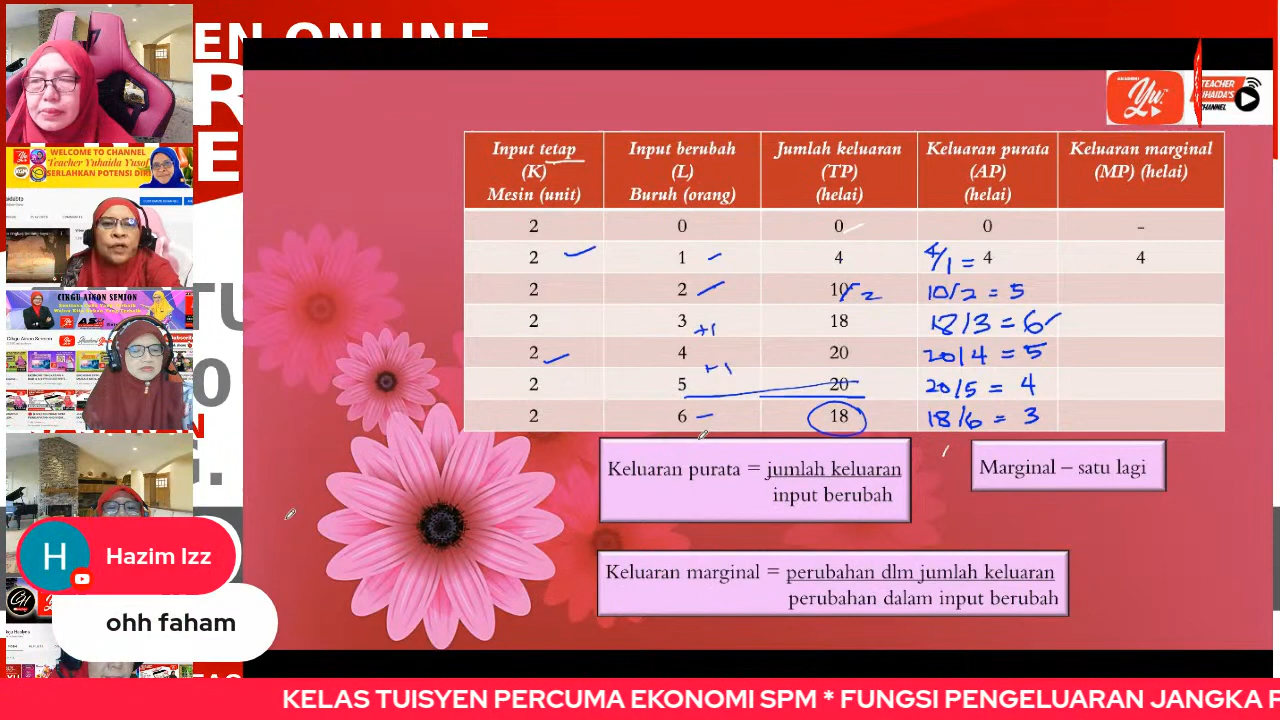 EN ONLINE
WELCOME TO CHANNEL
Teacher Yuhaida Yusof
SERLAHKAN POTENSI DIRI
CIKGU AINON SEMION
Yu.
TEACHER
CHANNEL
Input tetap
(K)
Mesin (unit)
Input berubah
(L)
Buruh (orang)
Jumlah keluaran
(TP)
(helai)
Keluaran purata
(AP)
(helai)
Keluaran marginal
(MP) (helai)
2 0 0 0 -
2 1 4 4/1 = 4 4
2 2 10 10/2 = 5
2 3 18 18/3 = 6
+1
2 4 20 20/4 = 5
+1
2 5 20 20/5 = 4
2 6 18 18/6 = 3
Keluaran purata = jumlah keluaran
input berubah
Marginal – satu lagi
Keluaran marginal = perubahan dlm jumlah keluaran
perubahan dalam input berubah
H
Hazim Izz
ohh faham
KELAS TUISYEN PERCUMA EKONOMI SPM * FUNGSI PENGELUARAN JANGKA P